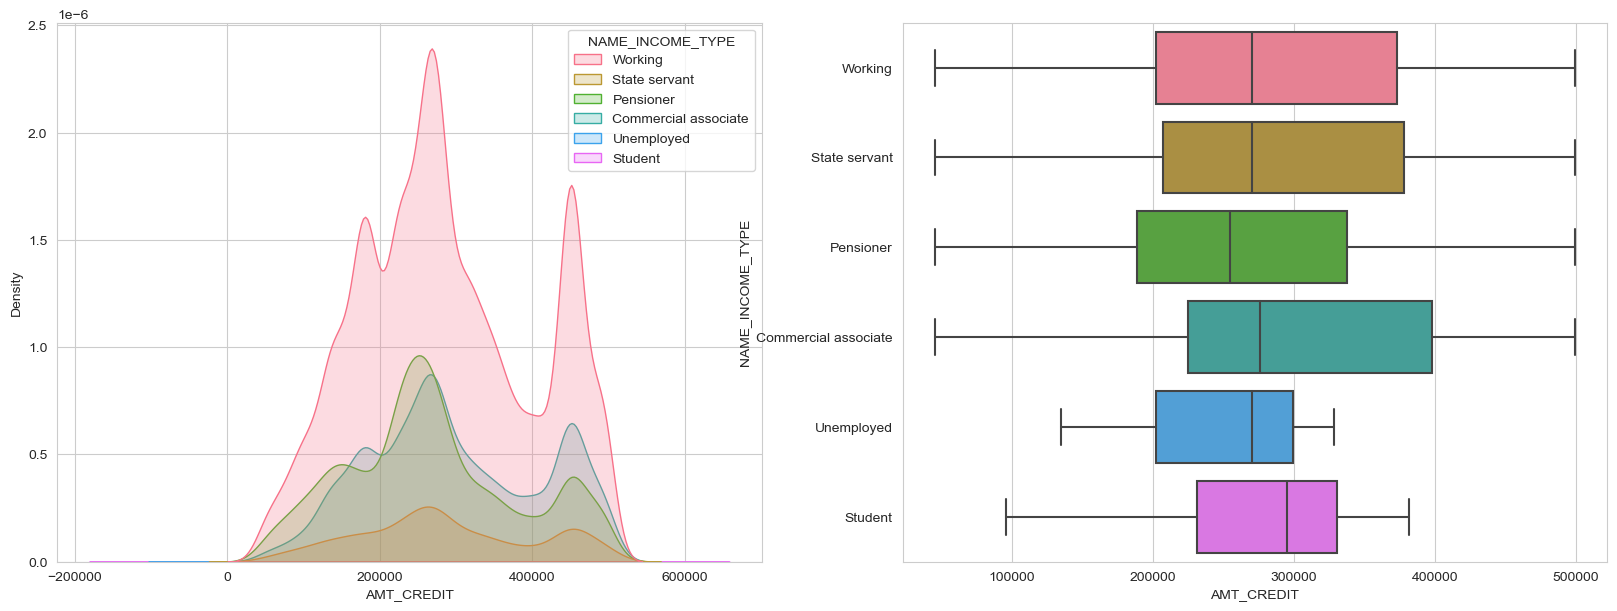 1e−6
2.5
2.0
1.5
1.0
0.5
0.0
Density
−200000
0
200000
400000
600000
AMT_CREDIT
NAME_INCOME_TYPE
Working
State servant
Pensioner
Commercial associate
Unemployed
Student
NAME_INCOME_TYPE
Working
State servant
Pensioner
Commercial associate
Unemployed
Student
100000
200000
300000
400000
500000
AMT_CREDIT